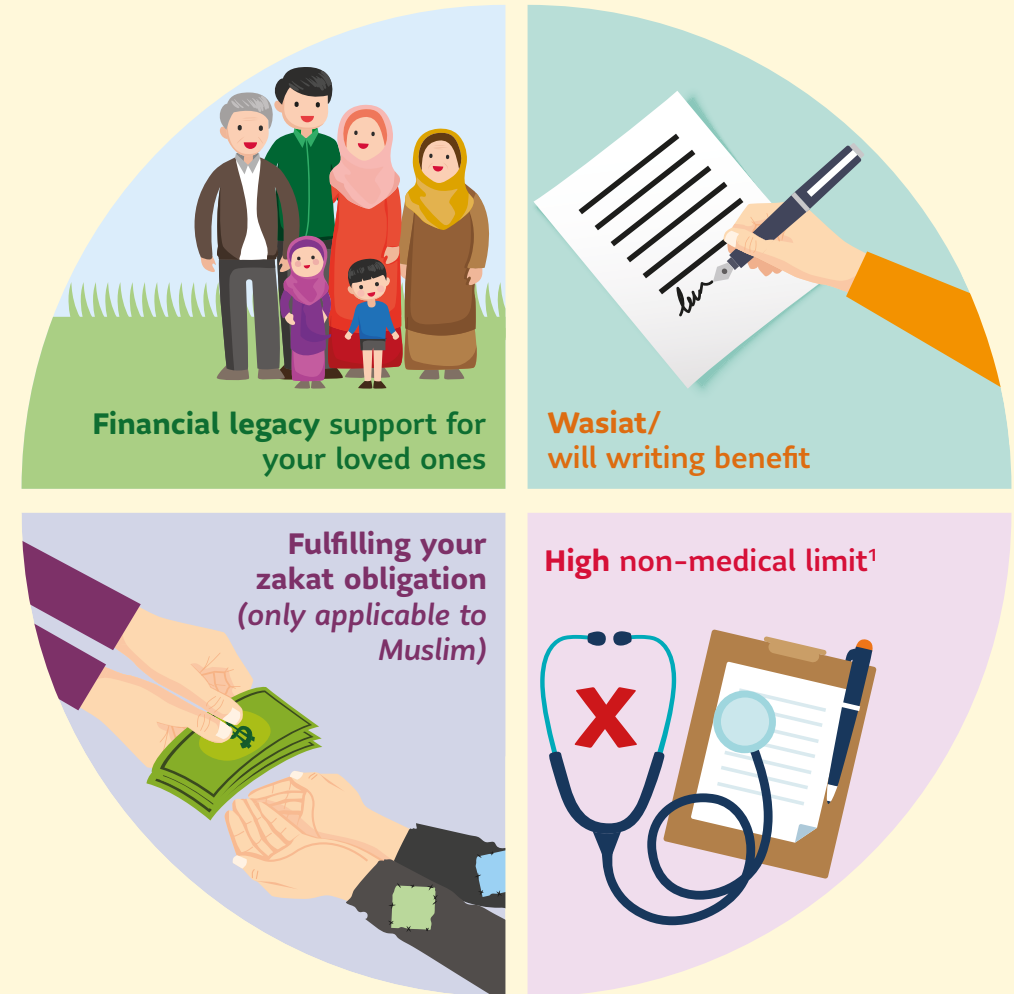 Financial legacy support for
your loved ones
Wasiat/
will writing benefit
Fulfilling your
zakat obligation
(only applicable to
Muslim)
High non-medical limit¹